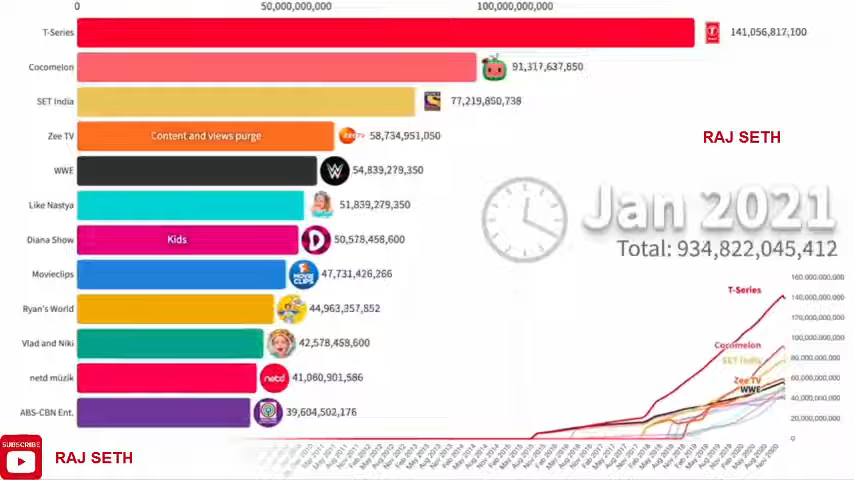 0 50,000,000,000 100,000,000,000
T-Series 141,056,817,100
Cocomelon 91,317,637,850
SET India 77,219,850,738
Zee TV Content and views purge 58,734,951,050
RAJ SETH
WWE 54,839,279,350
Like Nastya 51,839,279,350
Jan 2021
Diana Show Kids 50,578,458,600
Total: 934,822,045,412
Movieclips MOVIE CLIPS 47,731,426,266
Ryan's World 44,963,357,852
Vlad and Niki 42,578,458,600
netd müzik netd 41,060,901,586
ABS-CBN Ent. 39,604,502,176
160,000,000,000
T-Series
140,000,000,000
120,000,000,000
100,000,000,000
Cocomelon
80,000,000,000
SET India
60,000,000,000
Zee TV
WWE
40,000,000,000
20,000,000,000
0
SUBSCRIBE
RAJ SETH